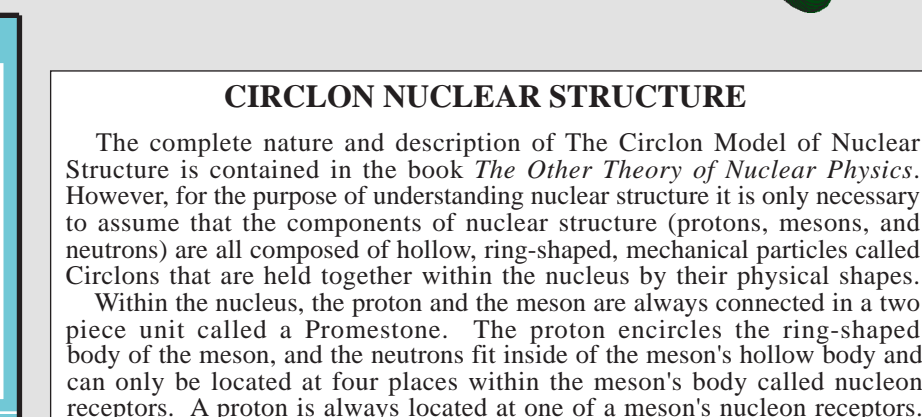 CIRCLON NUCLEAR STRUCTURE
The complete nature and description of The Circlon Model of Nuclear
Structure is contained in the book The Other Theory of Nuclear Physics.
However, for the purpose of understanding nuclear structure it is only necessary
to assume that the components of nuclear structure (protons, mesons, and
neutrons) are all composed of hollow, ring-shaped, mechanical particles called
Circlons that are held together within the nucleus by their physical shapes.
Within the nucleus, the proton and the meson are always connected in a two
piece unit called a Promestone. The proton encircles the ring-shaped
body of the meson, and the neutrons fit inside of the meson's hollow body and
can only be located at four places within the meson's body called nucleon
receptors. A proton is always located at one of a meson's nucleon receptors.